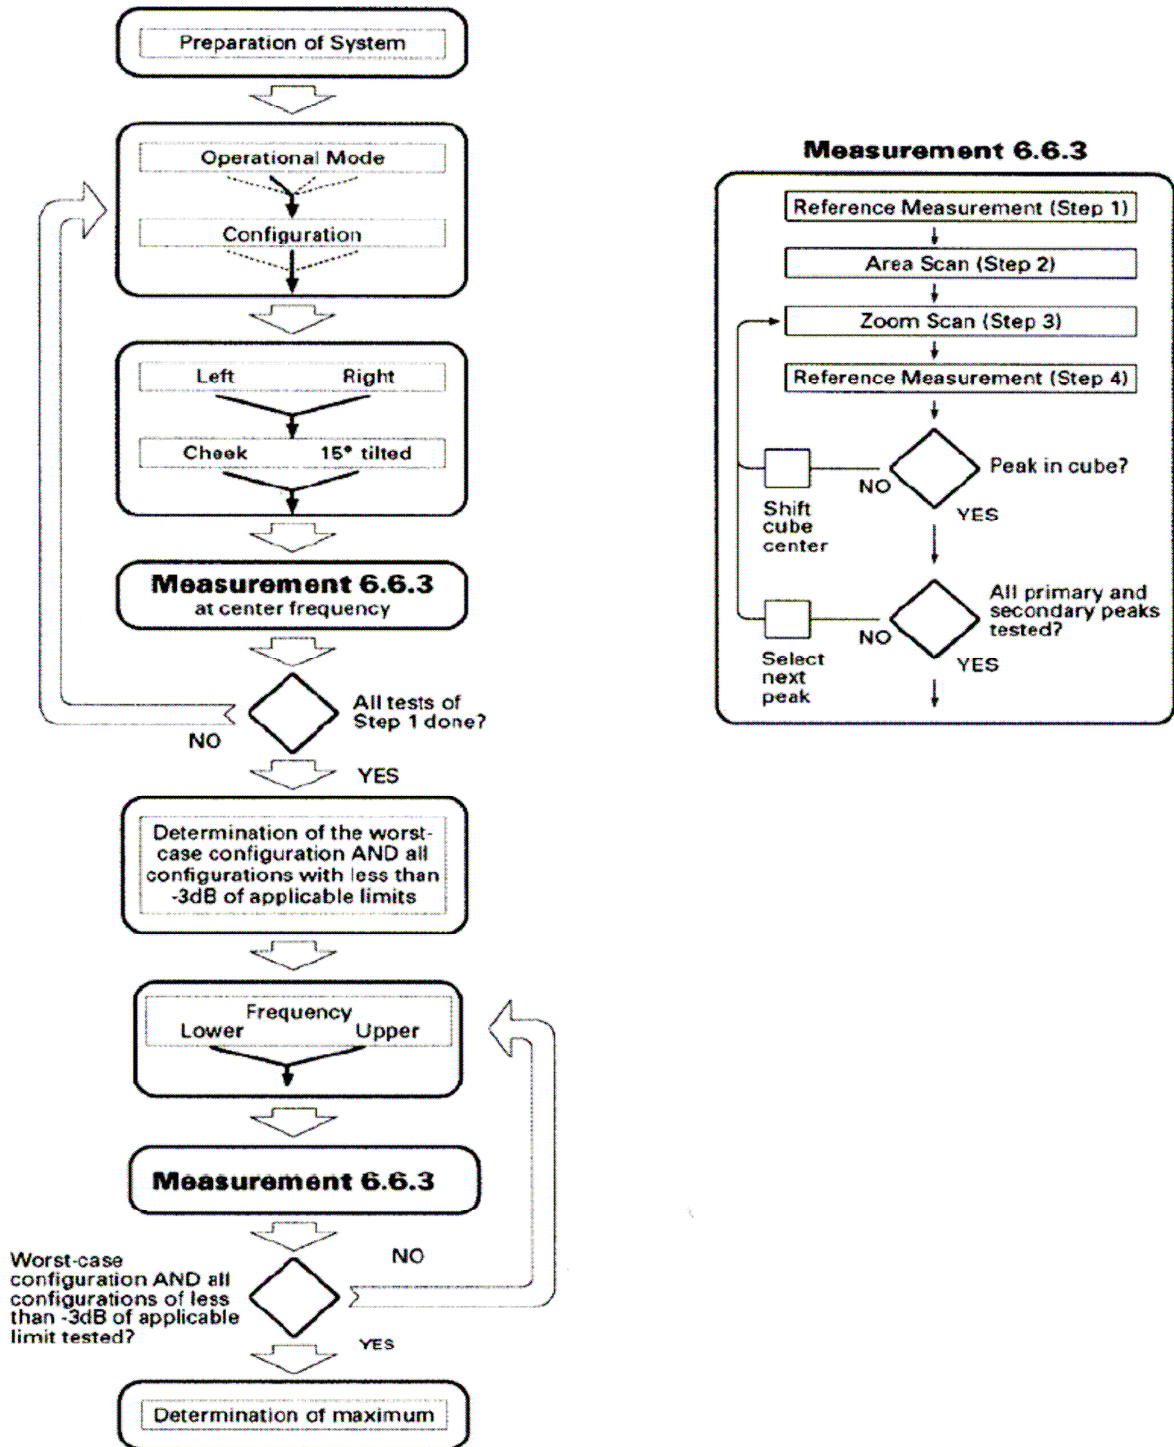 Preparation of System
Operational Mode
Configuration
Left Right
Cheek 15° tilted
Measurement 6.6.3
at center frequency
All tests of
Step 1 done?
NO
YES
Determination of the worst-
case configuration AND all
configurations with less than
-3dB of applicable limits
Frequency
Lower Upper
Measurement 6.6.3
Worst-case
configuration AND all
configurations of less
than -3dB of applicable
limit tested?
NO
YES
Determination of maximum
Measurement 6.6.3
Reference Measurement (Step 1)
Area Scan (Step 2)
Zoom Scan (Step 3)
Reference Measurement (Step 4)
Peak in cube?
NO
YES
Shift
cube
center
All primary and
secondary peaks
tested?
NO
YES
Select
next
peak